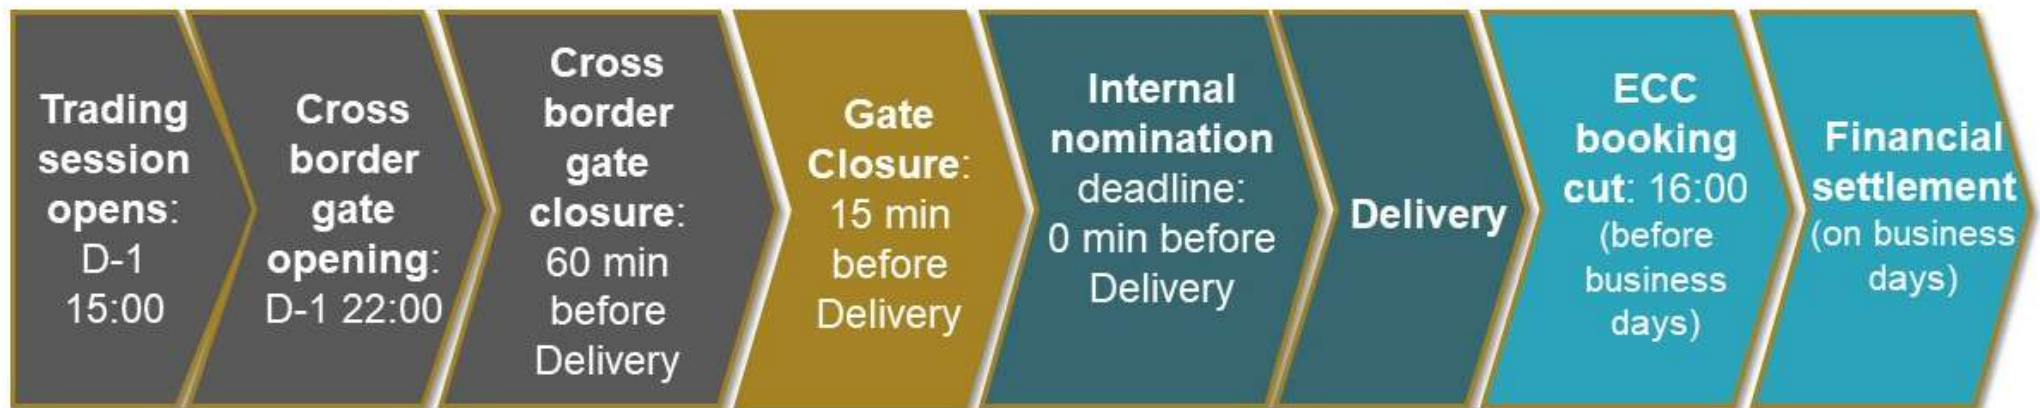 Trading
session
opens:
D-1
15:00
Cross
border
gate
opening:
D-1 22:00
Cross
border
gate
closure:
60 min
before
Delivery
Gate
Closure:
15 min
before
Delivery
Internal
nomination
deadline:
0 min before
Delivery
Delivery
ECC
booking
cut: 16:00
(before
business
days)
Financial
settlement
(on business
days)